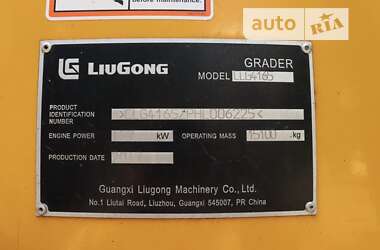 before maintenance.
auto RIA
LIUGONG
GRADER
MODEL CLG4165
PRODUCT
IDENTIFICATION
NUMBER
ENGINE POWER kW OPERATING MASS 15100 kg
PRODUCTION DATE
Guangxi Liugong Machinery Co., Ltd.
No.1 Liutai Road, Liuzhou, Guangxi 545007, PR China